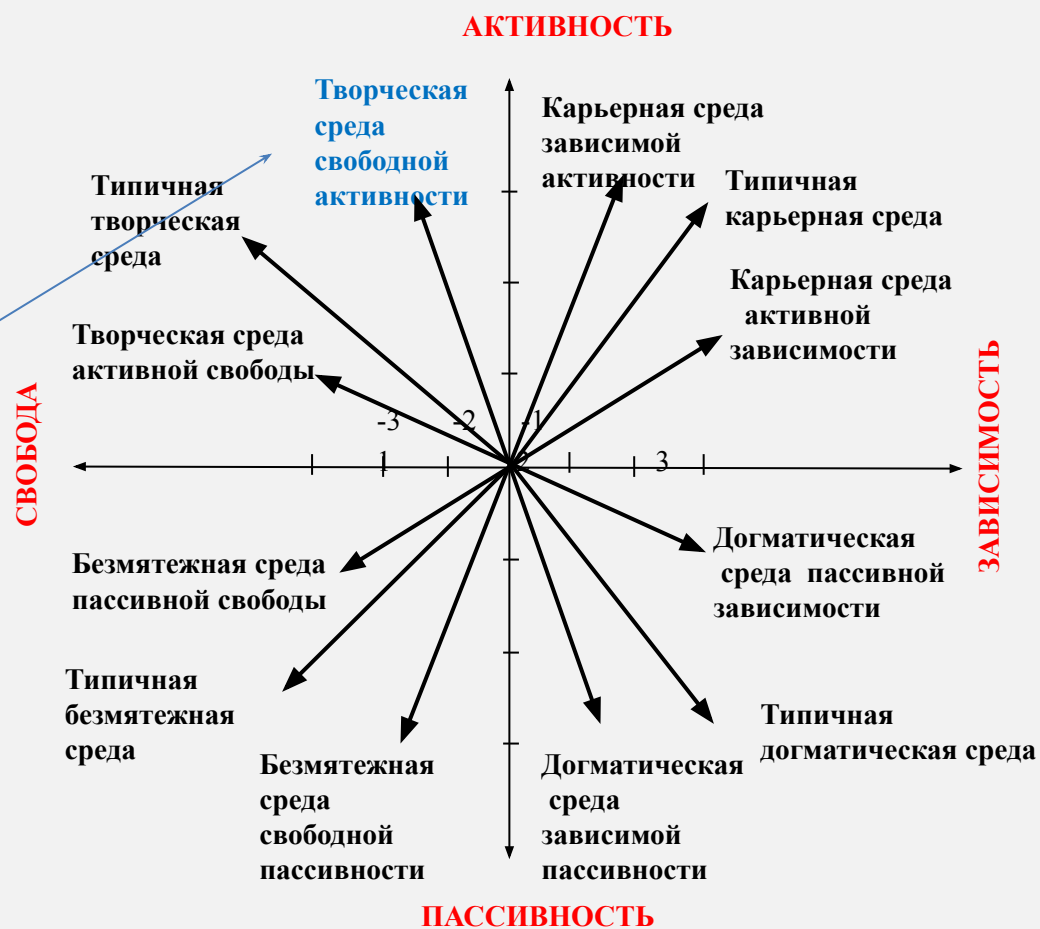 АКТИВНОСТЬ
Творческая
среда
свободной
активности
Карьерная среда
зависимой
активности
Типичная
творческая
среда
Типичная
карьерная среда
Карьерная среда
активной
зависимости
Творческая среда
активной свободы
СВОБОДА
ЗАВИСИМОСТЬ
-3 -2 -1
1 2 3
Безмятежная среда
пассивной свободы
Догматическая
среда пассивной
зависимости
Типичная
безмятежная
среда
Типичная
догматическая среда
Безмятежная
среда
свободной
пассивности
Догматическая
среда
зависимой
пассивности
ПАССИВНОСТЬ